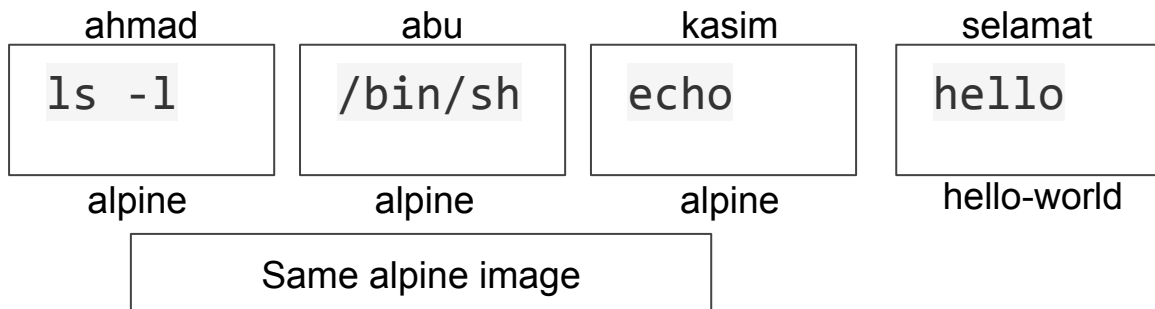 ahmad abu kasim selamat
ls -l /bin/sh echo hello
alpine alpine alpine hello-world
Same alpine image